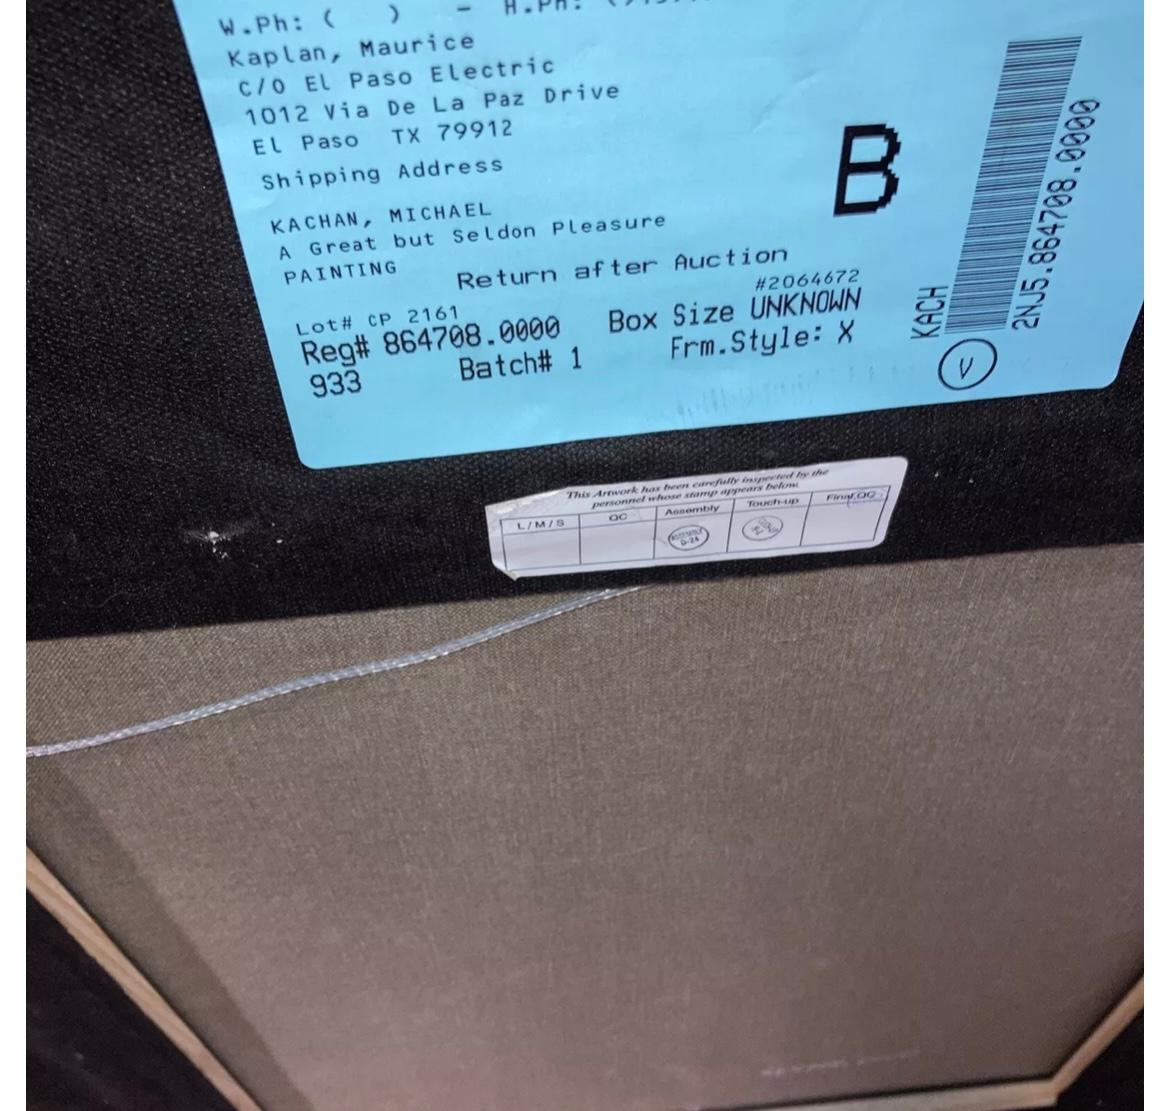 W.Ph: (    )    -   H.Ph: (
Kaplan, Maurice
C/O El Paso Electric
1012 Via De La Paz Drive
El Paso  TX 79912
Shipping Address
KACHAN, MICHAEL
A Great but Seldon Pleasure
PAINTING
Return after Auction
#2064672
Lot# CP 2161
Reg# 864708.0000
Box Size UNKNOWN
933
Batch# 1
Frm.Style: X
B
KACH
2NJ5.864708.0000
V
This Artwork has been carefully inspected by the
personnel whose stamp appears below.
L/M/S QC Assembly Touch-up Final QC